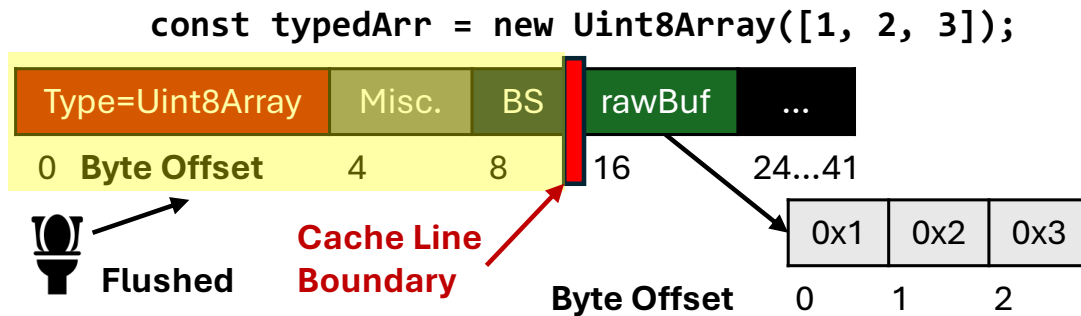 const typedArr = new Uint8Array([1, 2, 3]);
Type=Uint8Array Misc. BS rawBuf ...
0 Byte Offset 4 8 16 24...41
0x1 0x2 0x3
Flushed
Cache Line
Boundary
Byte Offset 0 1 2